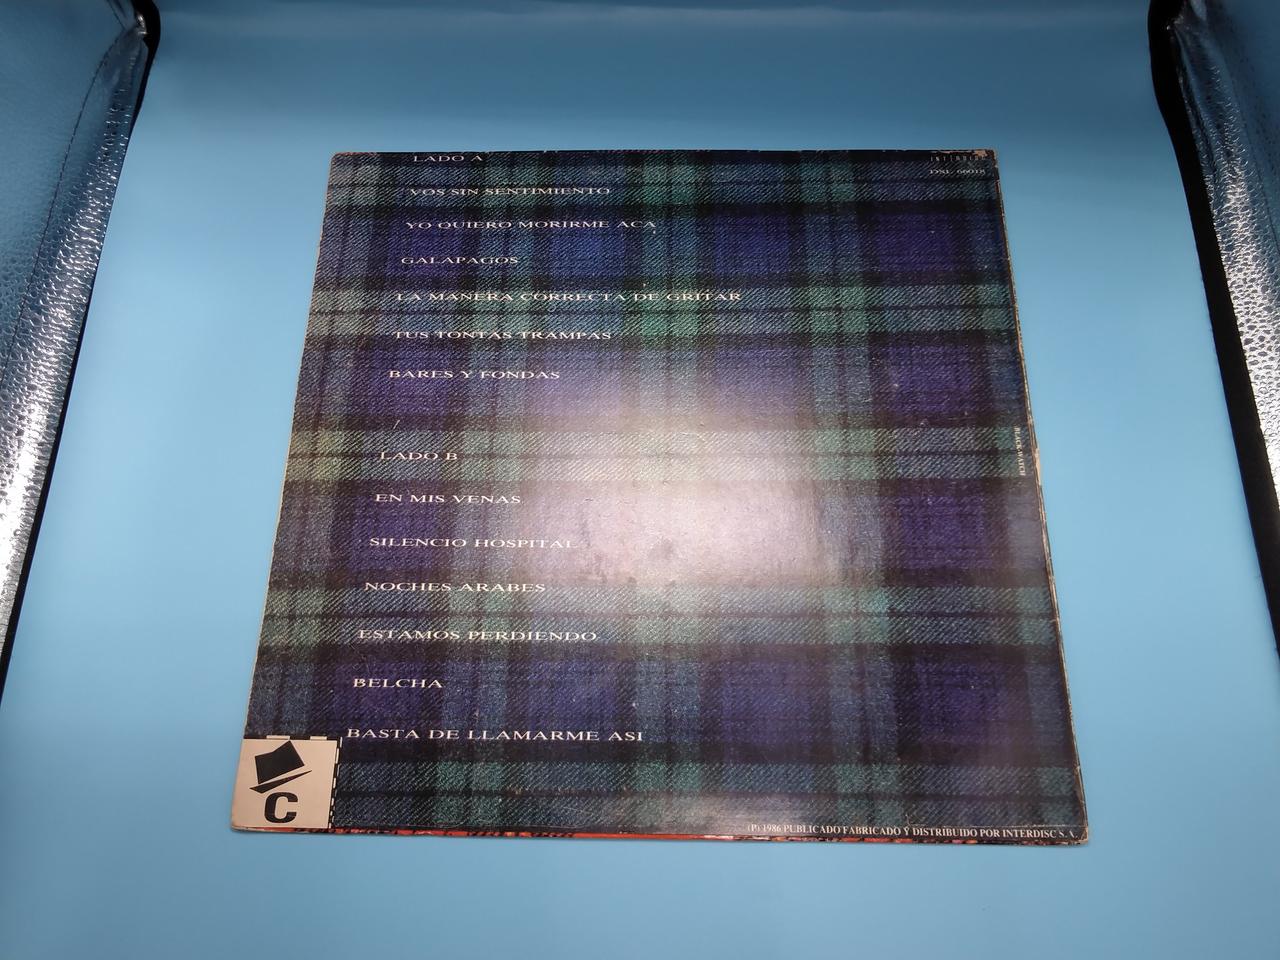 LADO A
VOS SIN SENTIMIENTO
YO QUIERO MORIRME ACA
GALAPAGOS
LA MANERA CORRECTA DE GRITAR
TUS TONTAS TRAMPAS
BARES Y FONDAS
LADO B
EN MIS VENAS
SILENCIO HOSPITAL
NOCHES ARABES
ESTAMOS PERDIENDO
BELCHA
BASTA DE LLAMARME ASI
C
INTERDISC
BLACK WATCH
(P) 1986 PUBLICADO FABRICADO Y DISTRIBUIDO POR INTERDISC S.A.